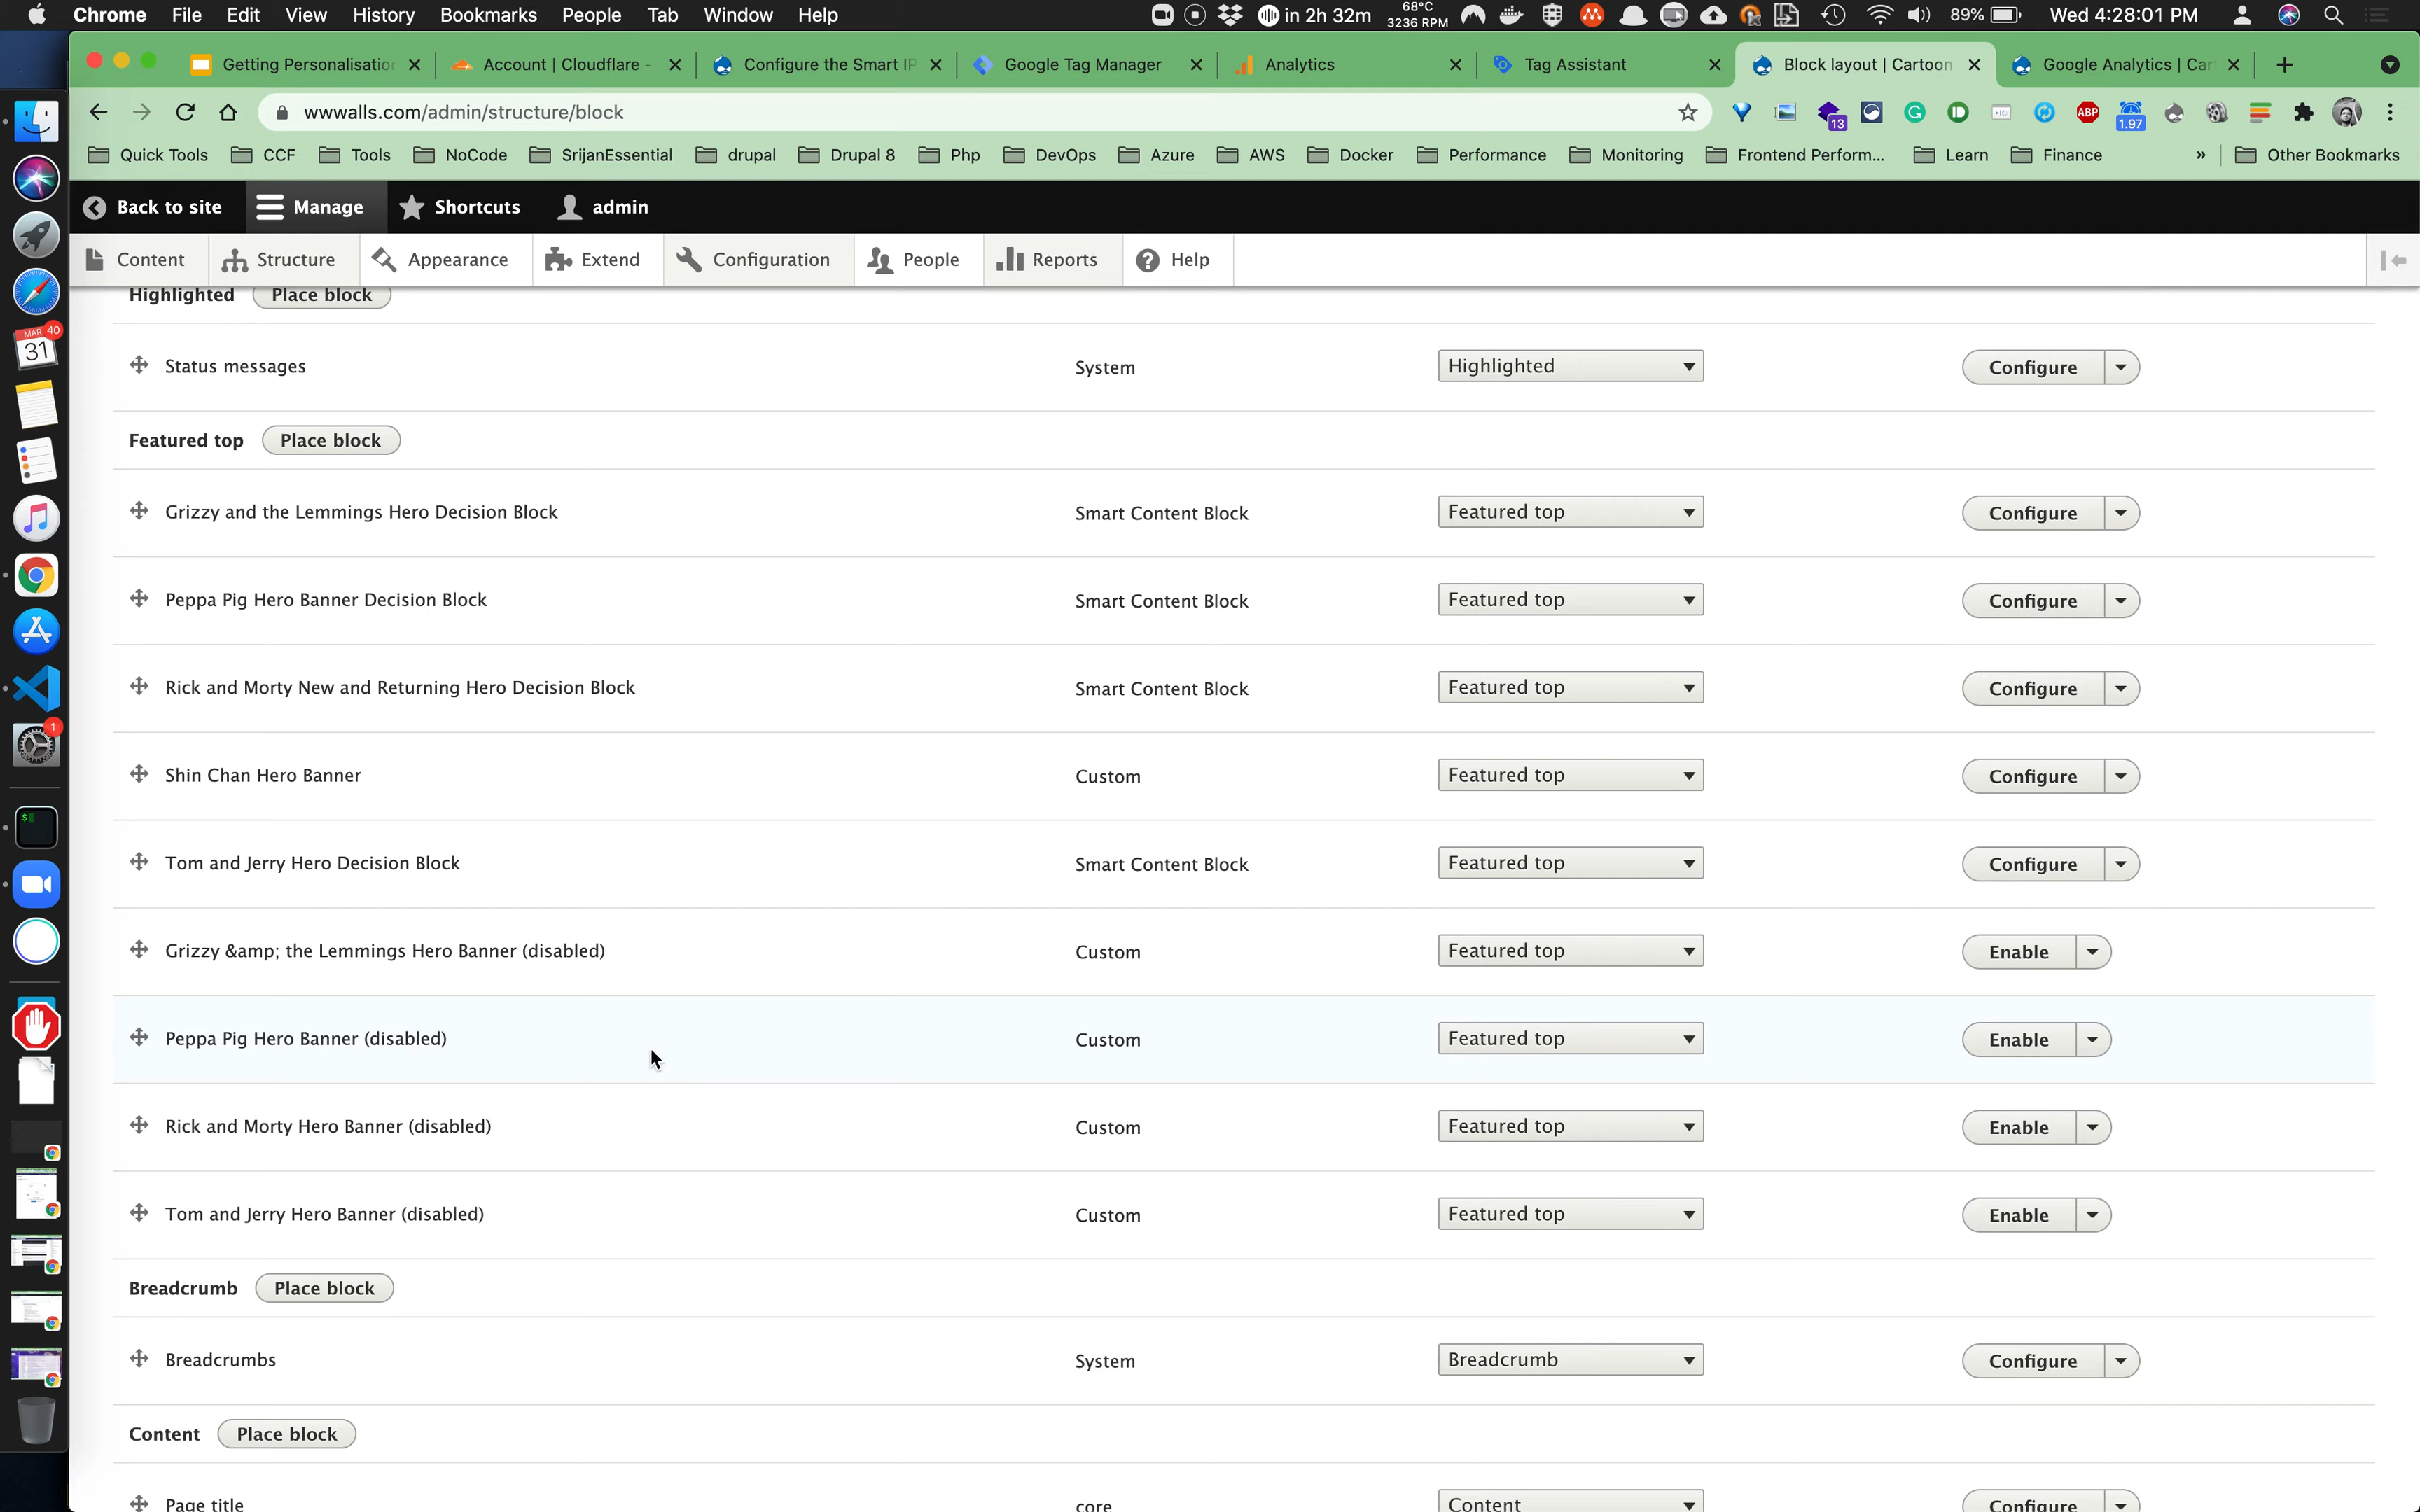 Chrome File Edit View History Bookmarks People Tab Window Help in 2h 32m 68°C 3236 RPM 89% Wed 4:28:01 PM
Getting Personalisation Account | Cloudflare - Configure the Smart IP Google Tag Manager Analytics Tag Assistant Block layout | Cartoon Google Analytics | Car
wwwalls.com/admin/structure/block 13 ABP 1.97
Quick Tools CCF Tools NoCode SrijanEssential drupal Drupal 8 Php DevOps Azure AWS Docker Performance Monitoring Frontend Perform... Learn Finance » Other Bookmarks
Back to site Manage Shortcuts admin
Content Structure Appearance Extend Configuration People Reports Help
Highlighted Place block
Status messages System Highlighted Configure
Featured top Place block
Grizzy and the Lemmings Hero Decision Block Smart Content Block Featured top Configure
Peppa Pig Hero Banner Decision Block Smart Content Block Featured top Configure
Rick and Morty New and Returning Hero Decision Block Smart Content Block Featured top Configure
Shin Chan Hero Banner Custom Featured top Configure
Tom and Jerry Hero Decision Block Smart Content Block Featured top Configure
Grizzy &amp; the Lemmings Hero Banner (disabled) Custom Featured top Enable
Peppa Pig Hero Banner (disabled) Custom Featured top Enable
Rick and Morty Hero Banner (disabled) Custom Featured top Enable
Tom and Jerry Hero Banner (disabled) Custom Featured top Enable
Breadcrumb Place block
Breadcrumbs System Breadcrumb Configure
Content Place block
Page title core Content Configure
MAR 40
31
1